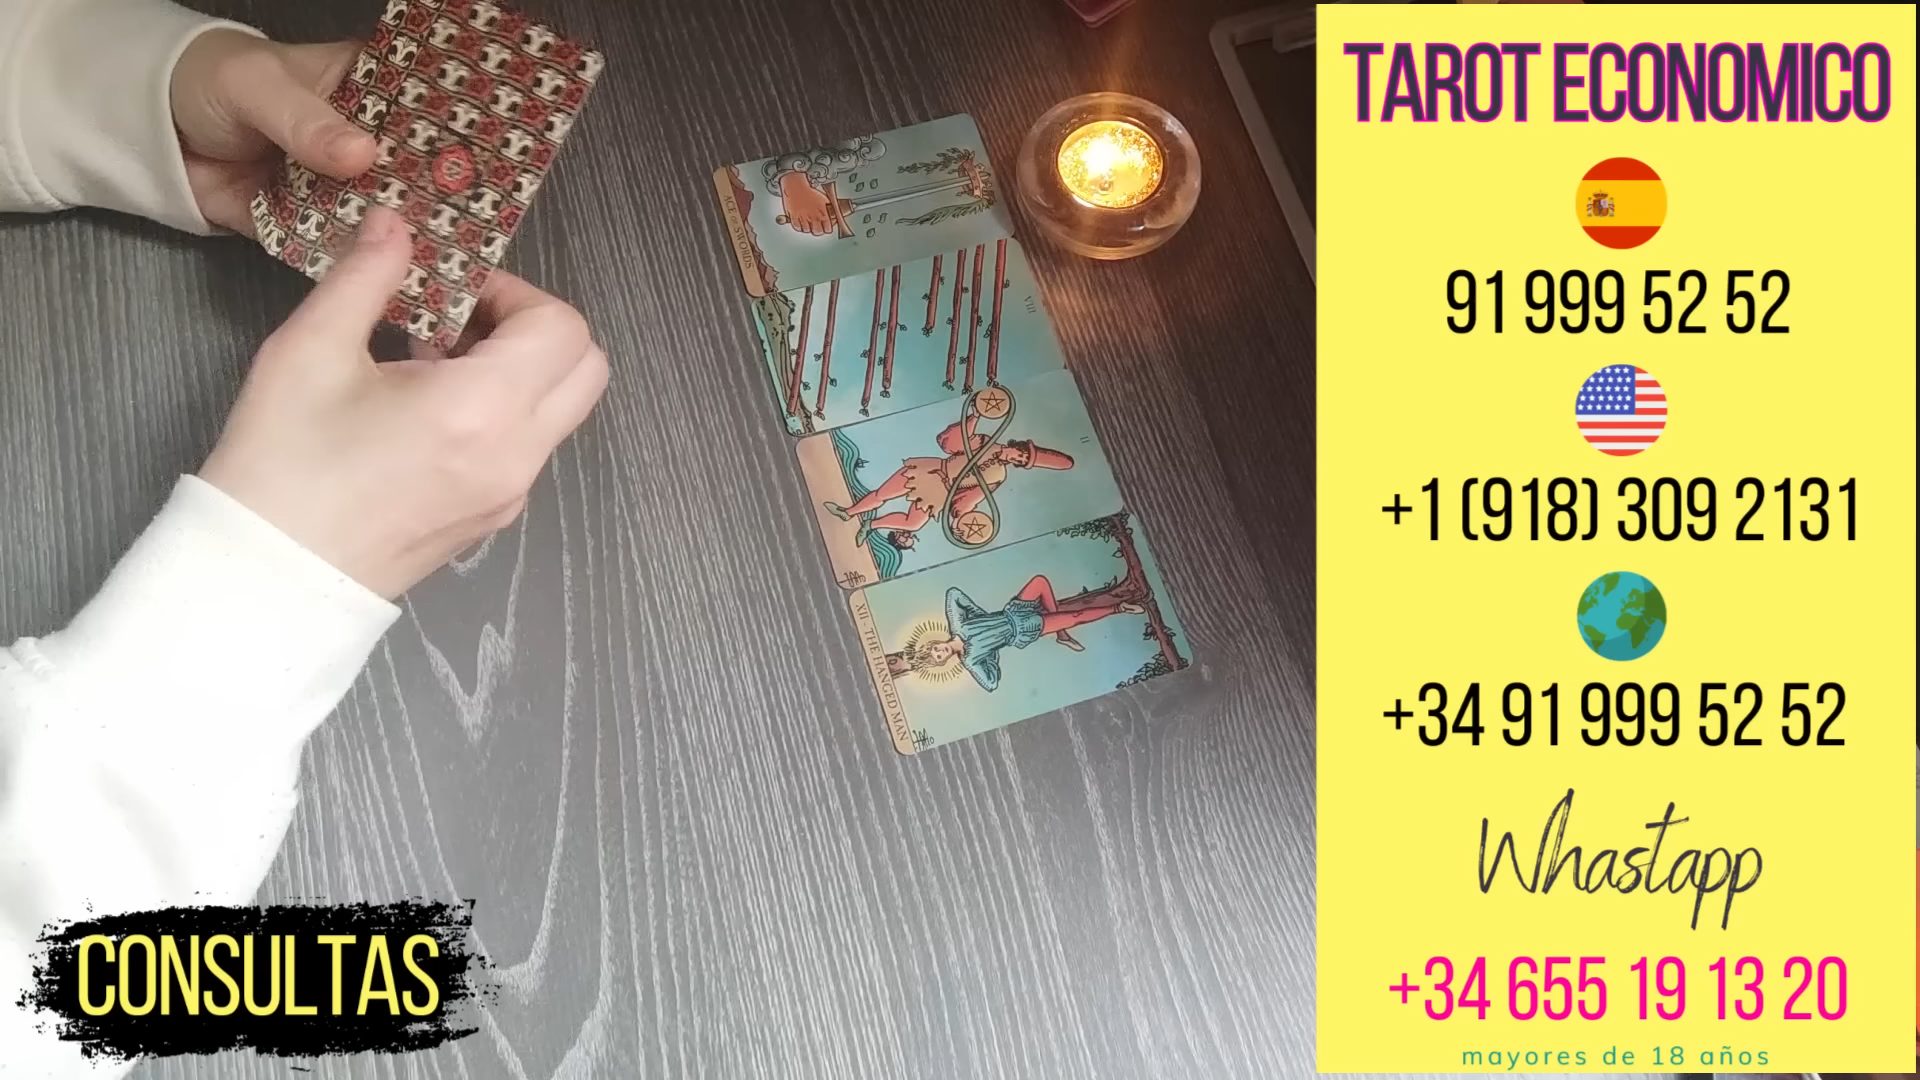 TAROT ECONOMICO
91 999 52 52
+1 (918) 309 2131
+34 91 999 52 52
Whastapp
+34 655 19 13 20
mayores de 18 años
CONSULTAS
ACE of SWORDS
VIII
II
XII - THE HANGED MAN